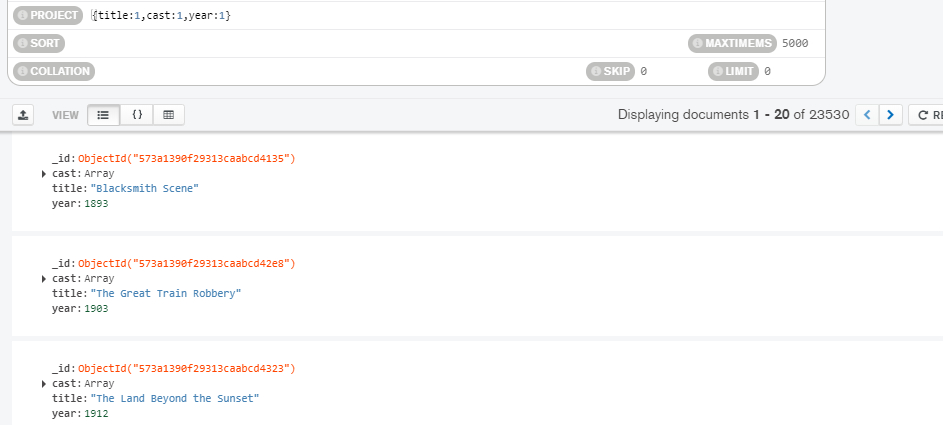 PROJECT {title:1,cast:1,year:1}
SORT MAXTIMEMS 5000
COLLATION SKIP 0 LIMIT 0
VIEW {} Displaying documents 1 - 20 of 23530 < > RE
_id: ObjectId("573a1390f29313caabcd4135")
cast: Array
title: "Blacksmith Scene"
year: 1893
_id: ObjectId("573a1390f29313caabcd42e8")
cast: Array
title: "The Great Train Robbery"
year: 1903
_id: ObjectId("573a1390f29313caabcd4323")
cast: Array
title: "The Land Beyond the Sunset"
year: 1912